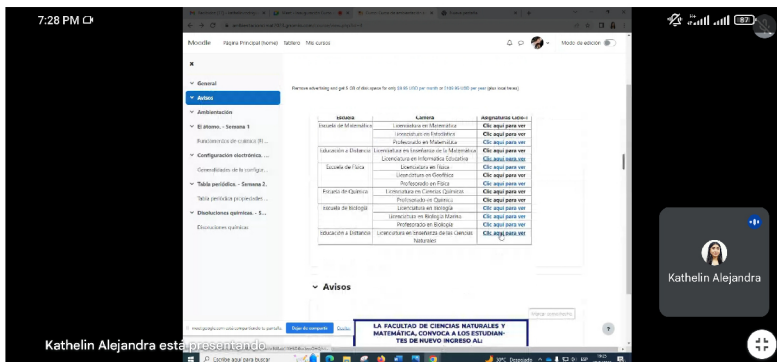 7:28 PM
87
Moodle Página Principal (home) Tablero Mis cursos
Modo de edición
General
Avisos
Ambientación
El átomo. - Semana 1
Fundamentos de química (R)...
Configuración electrónica. ...
Generalidades de la configur...
Tabla periódica. - Semana 2.
Tabla periódica propiedades ...
Disoluciones químicas. - S...
Disoluciones químicas
Escuela Carrera Asignaturas Ciclo-I
Escuela de Matemática Licenciatura en Matemática Clic aquí para ver
Licenciatura en Estadística Clic aquí para ver
Profesorado en Matemática Clic aquí para ver
Educación a Distancia Licenciatura en Enseñanza de la Matemática Clic aquí para ver
Licenciatura en Informática Educativa Clic aquí para ver
Escuela de Física Licenciatura en Física Clic aquí para ver
Licenciatura en Geofísica Clic aquí para ver
Profesorado en Física Clic aquí para ver
Escuela de Química Licenciatura en Ciencias Químicas Clic aquí para ver
Profesorado en Química Clic aquí para ver
Escuela de Biología Licenciatura en Biología Clic aquí para ver
Licenciatura en Biología Marina Clic aquí para ver
Profesorado en Biología Clic aquí para ver
Educación a Distancia Licenciatura en Enseñanza de las Ciencias Naturales Clic aquí para ver
Avisos
LA FACULTAD DE CIENCIAS NATURALES Y
MATEMÁTICA, CONVOCA A LOS ESTUDIAN-
TES DE NUEVO INGRESO AL:
Dejar de compartir Ocultar
Escribe aquí para buscar
Kathelin Alejandra
Kathelin Alejandra está presentando